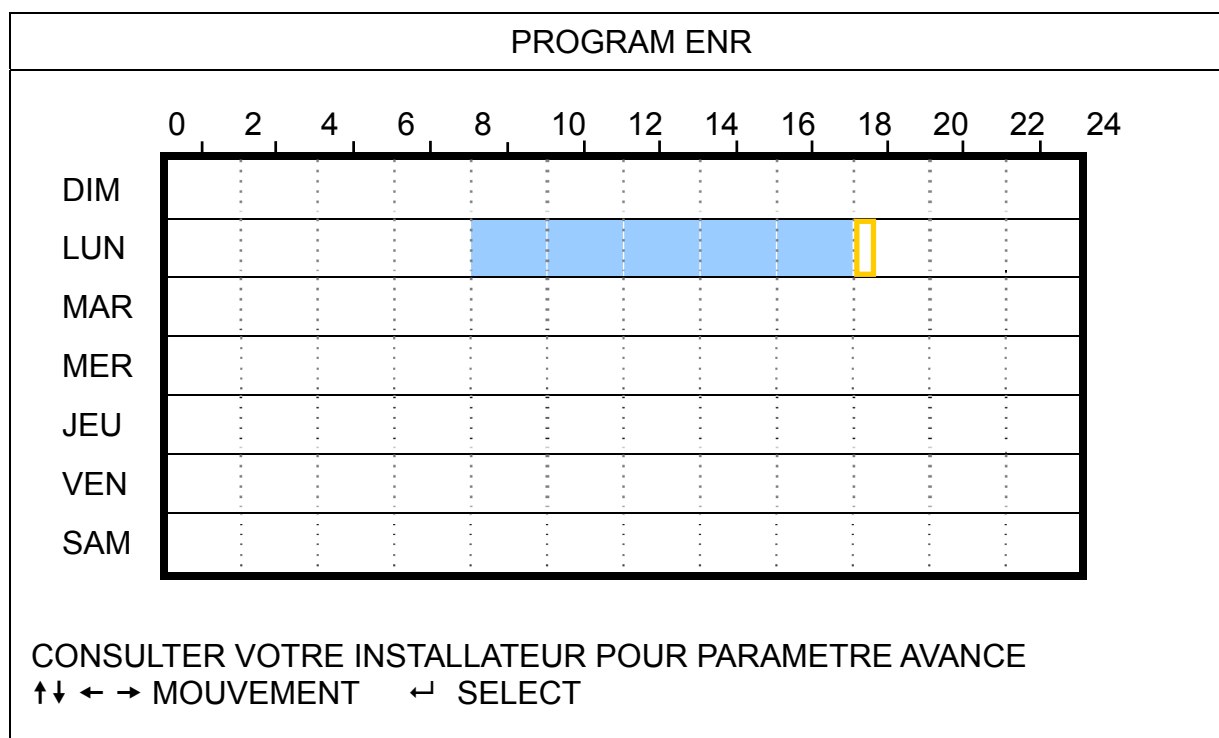 PROGRAM ENR
0 2 4 6 8 10 12 14 16 18 20 22 24
DIM
LUN
MAR
MER
JEU
VEN
SAM
CONSULTER VOTRE INSTALLATEUR POUR PARAMETRE AVANCE
↑↓ ← → MOUVEMENT ↵ SELECT